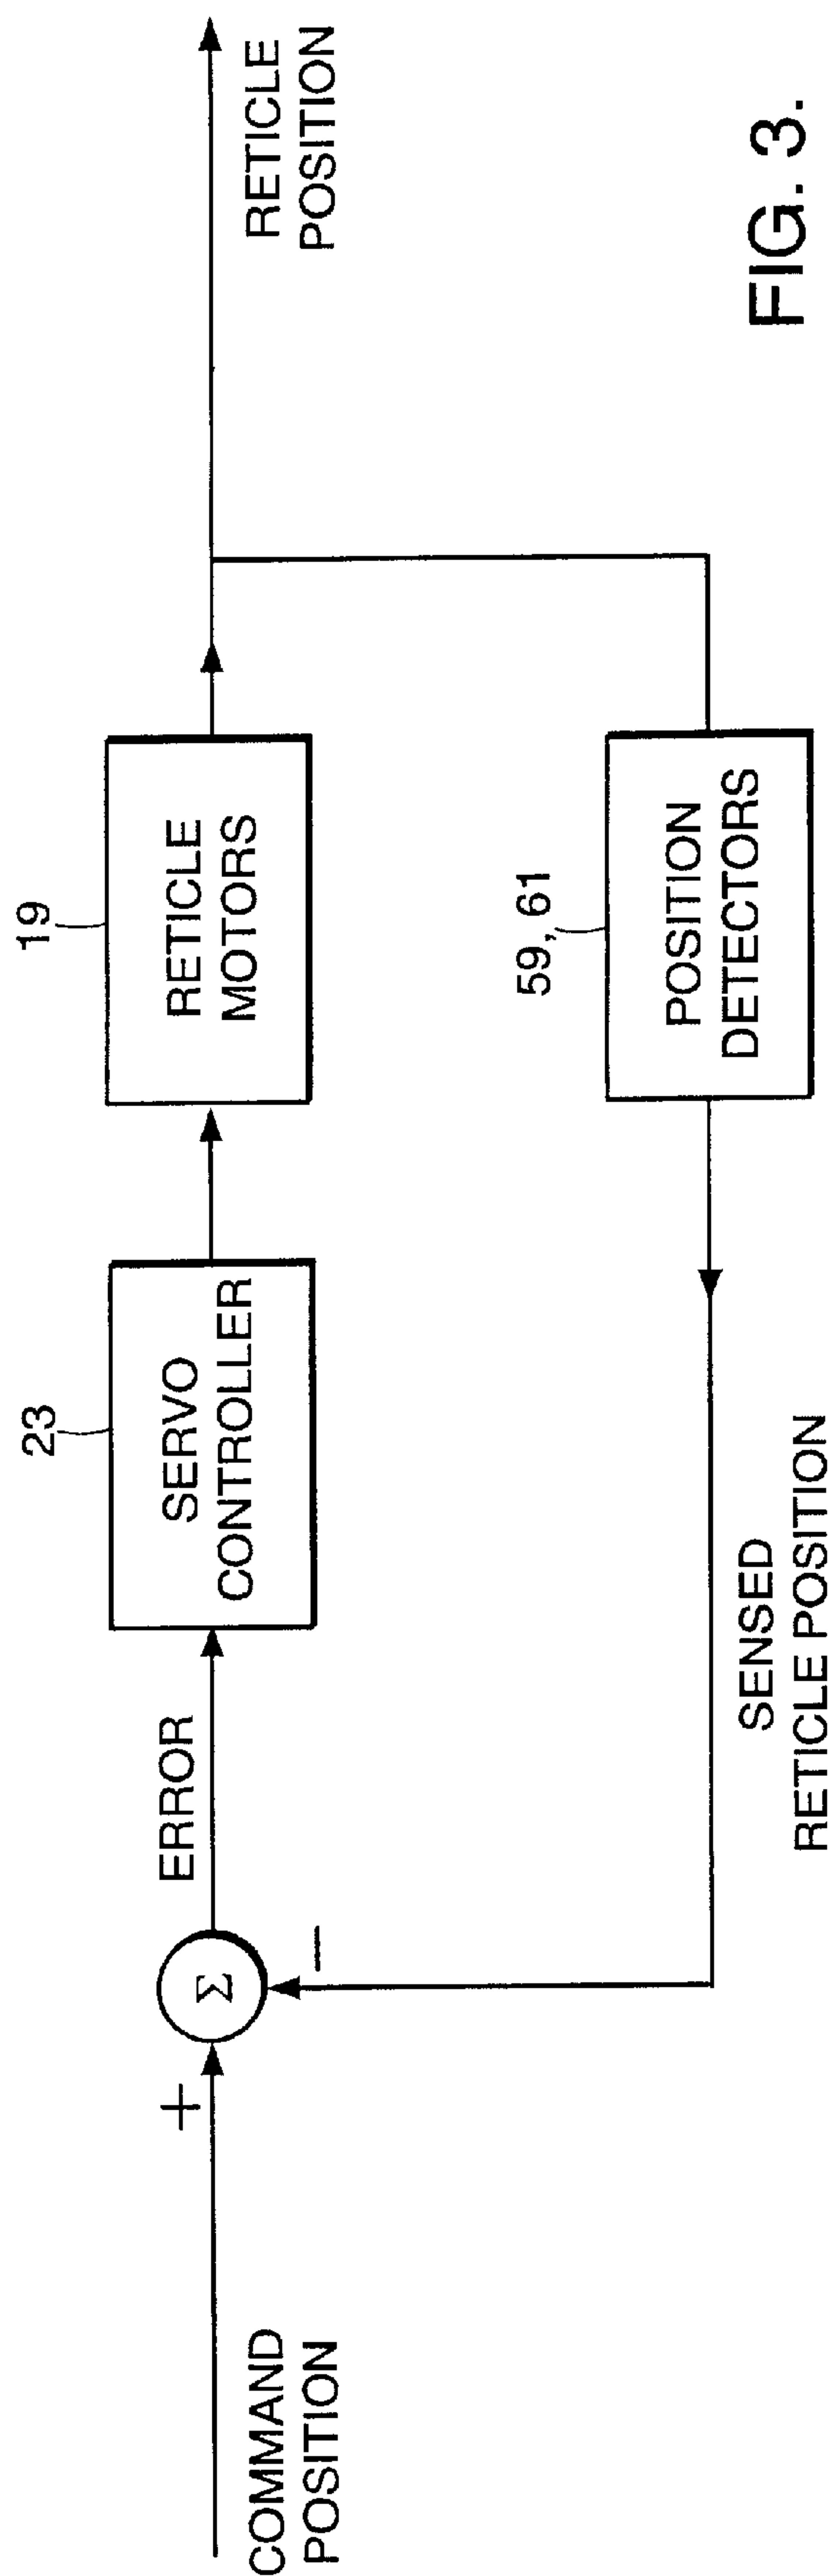 COMMAND
POSITION
+
Σ
−
ERROR
23
SERVO
CONTROLLER
19
RETICLE
MOTORS
RETICLE
POSITION
59, 61
POSITION
DETECTORS
SENSED
RETICLE POSITION
FIG. 3.